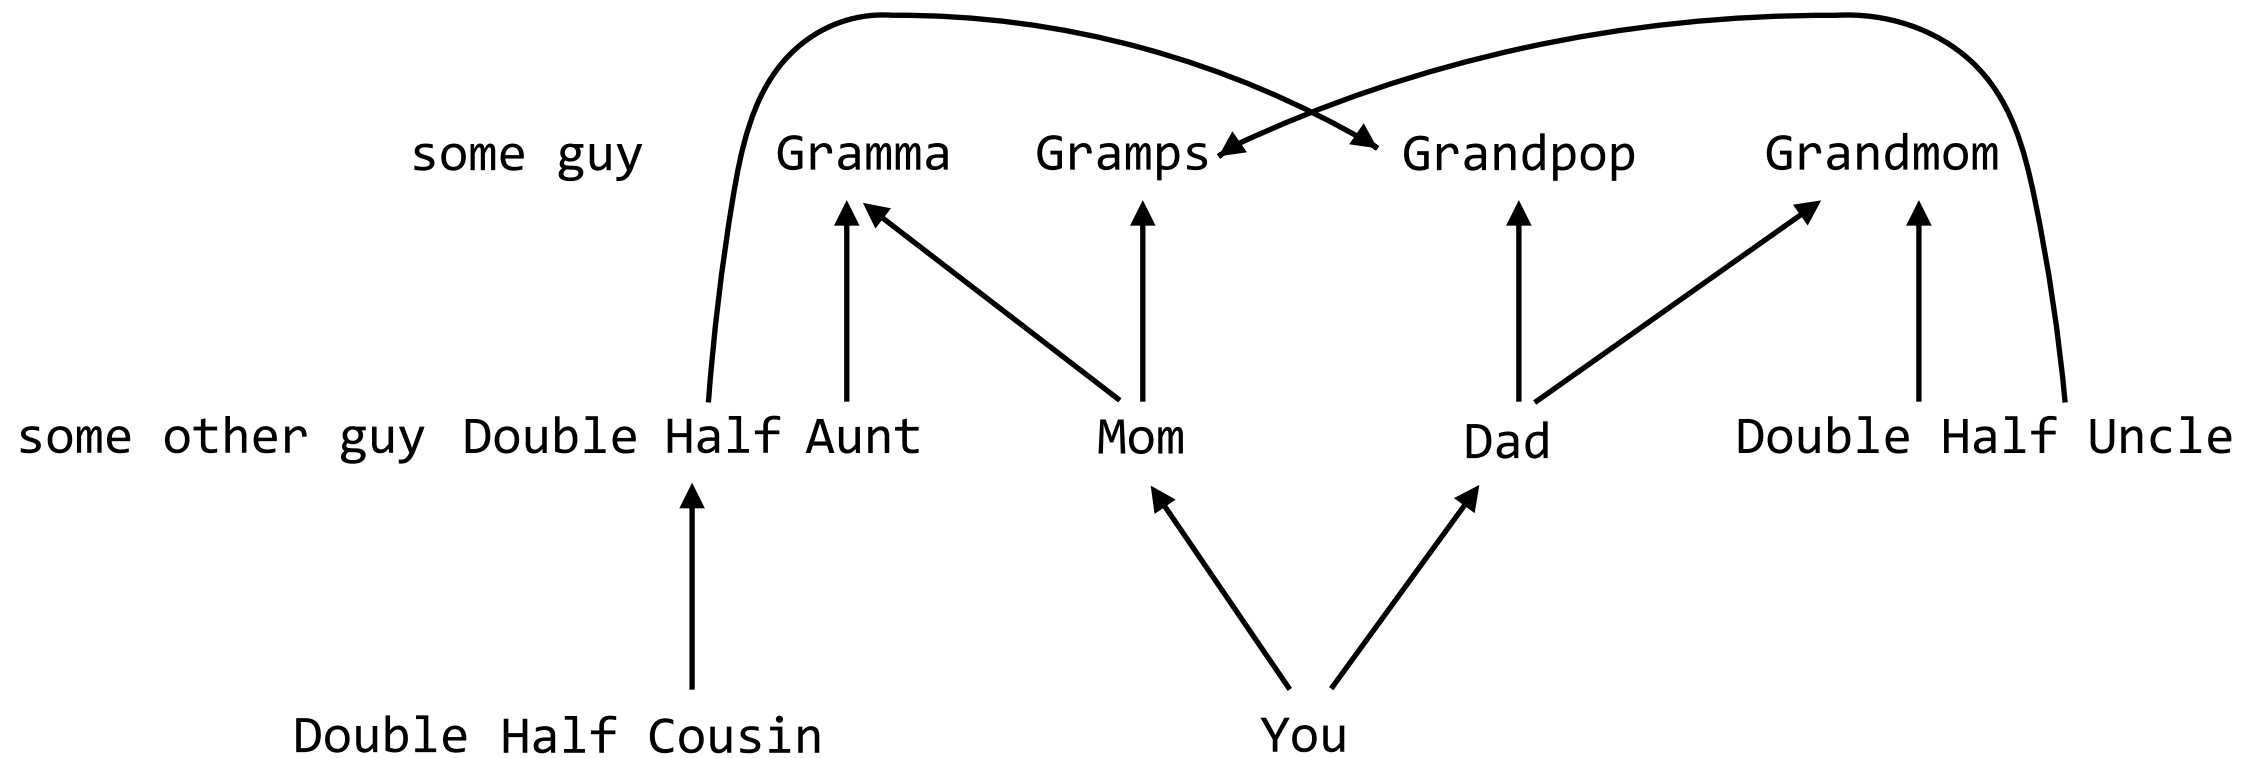 some guy Gramma Gramps Grandpop Grandmom
some other guy Double Half Aunt Mom Dad Double Half Uncle
Double Half Cousin You